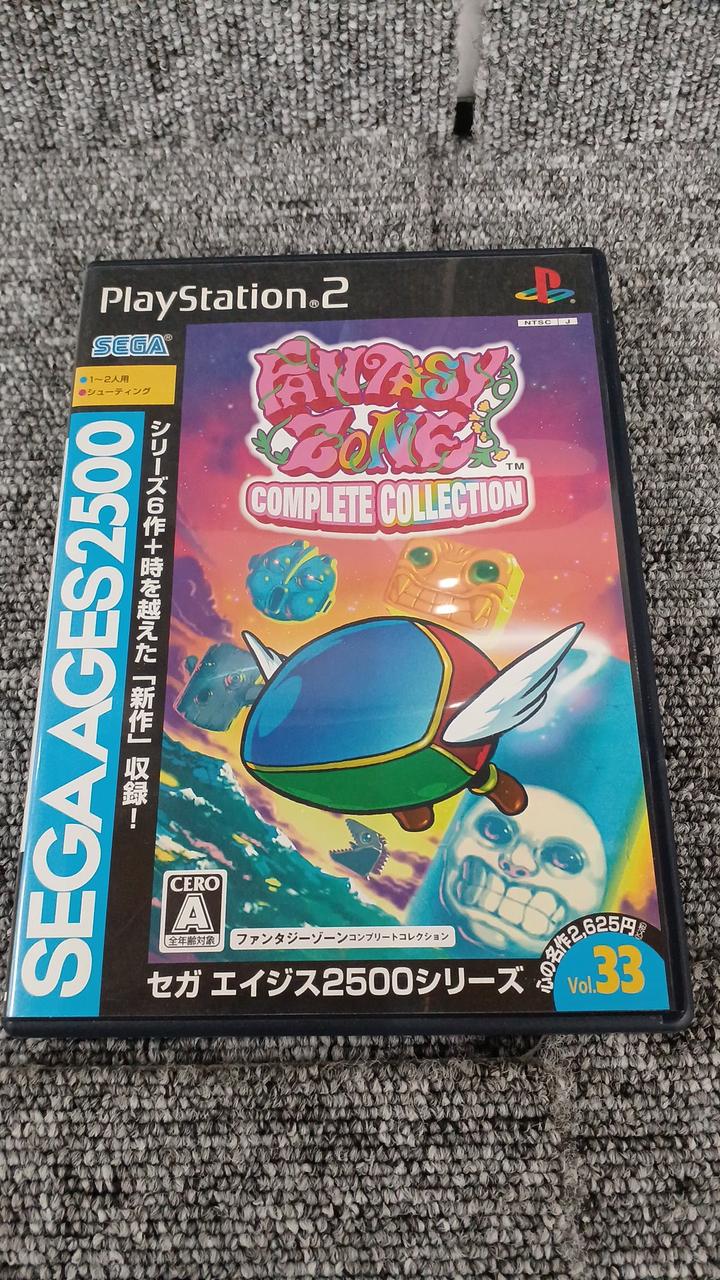 PlayStation®2
NTSC J
SEGA®
●1～2人用
●シューティング
SEGA AGES 2500
シリーズ6作+時を越えた「新作」収録!
FANTASY
ZONE
TM
COMPLETE COLLECTION
CERO
A
全年齢対象
ファンタジーゾーンコンプリートコレクション
セガ エイジス2500シリーズ
心の名作2,625円
Vol.33